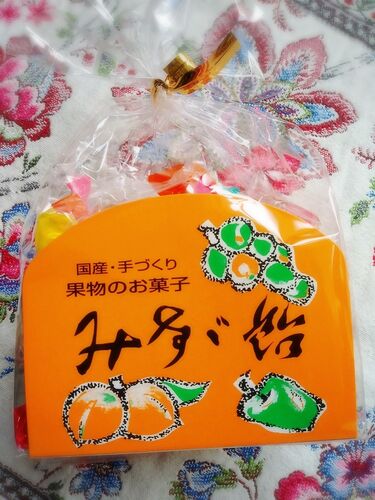 国産・手づくり
果物のお菓子
みすゞ飴